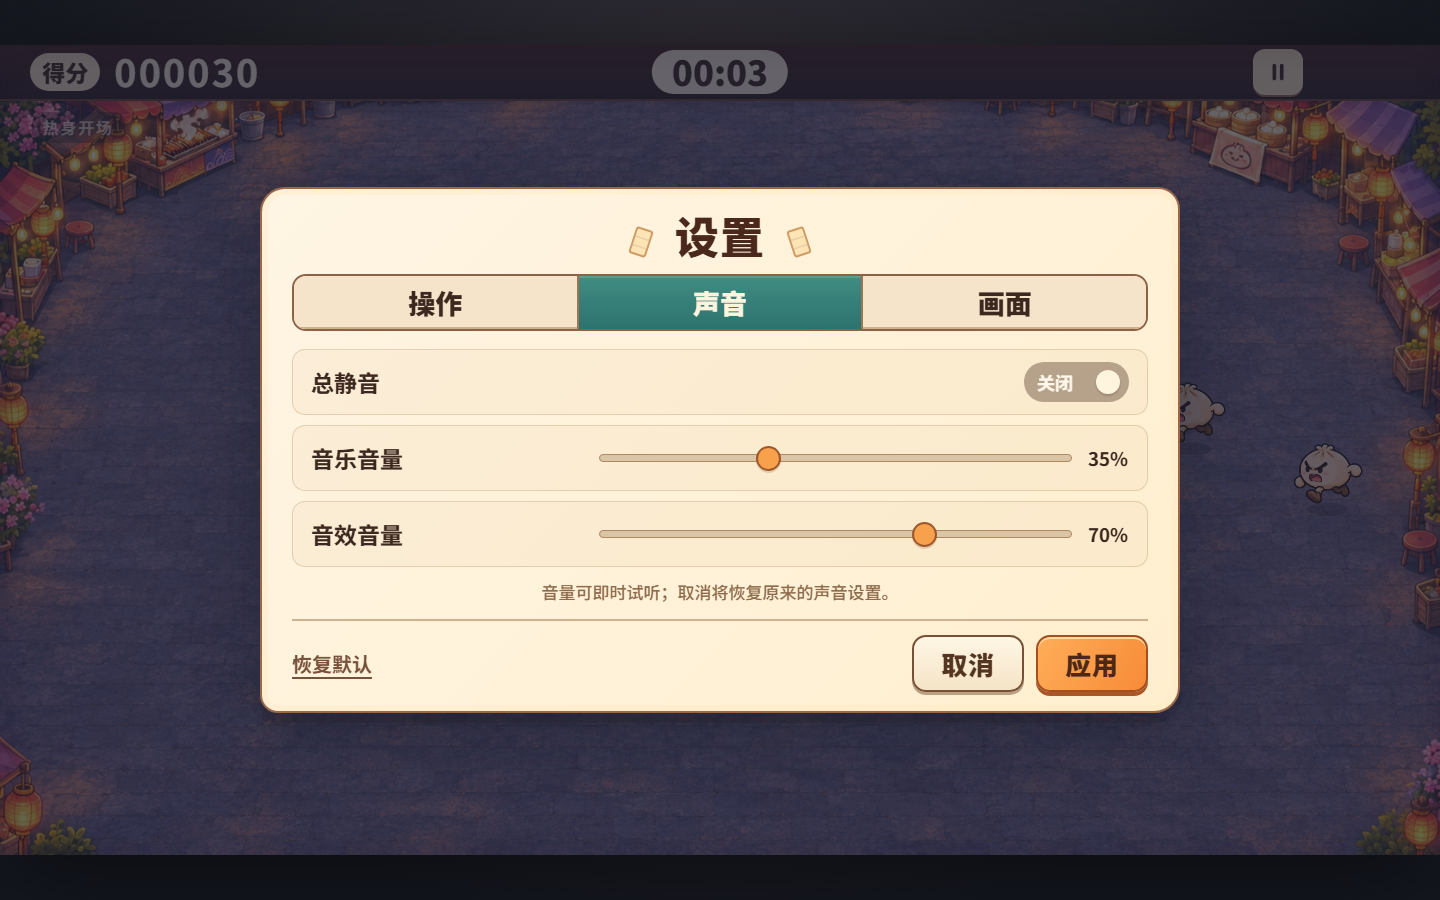 得分 000030
00:03
热身开场
设置
操作 声音 画面
总静音 关闭
音乐音量 35%
音效音量 70%
音量可即时试听；取消将恢复原来的声音设置。
恢复默认 取消 应用